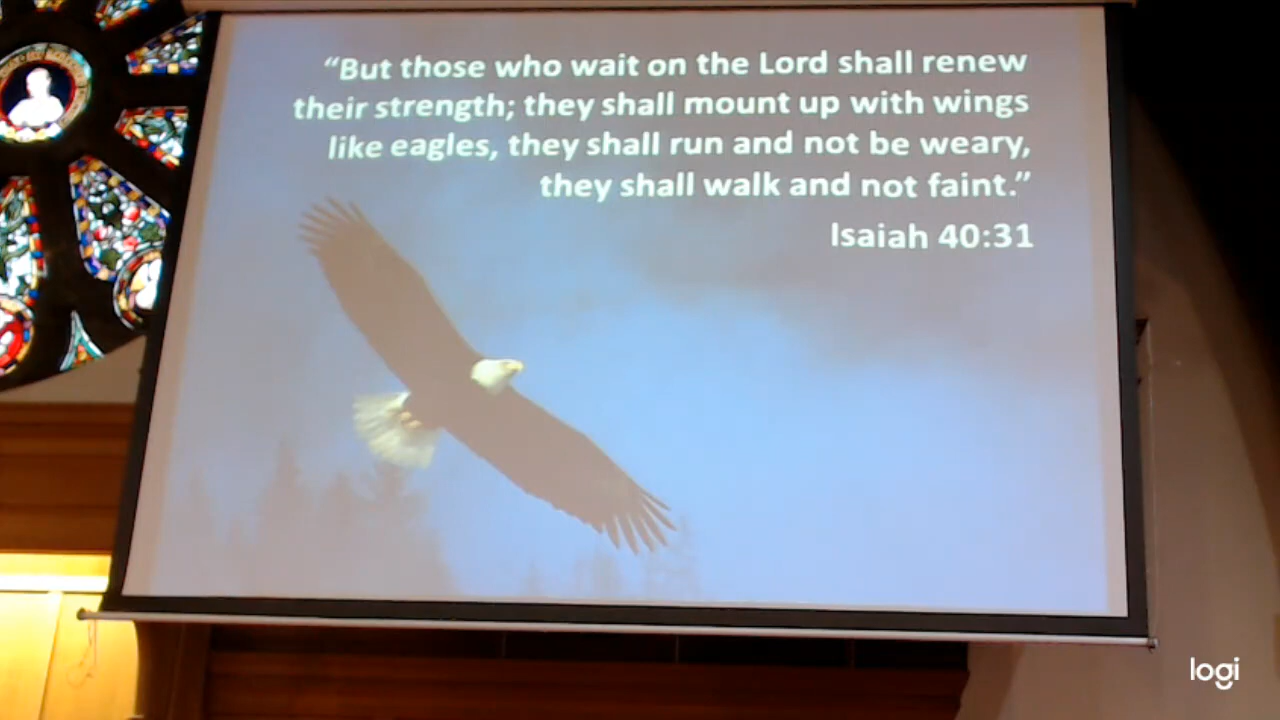 “But those who wait on the Lord shall renew
their strength; they shall mount up with wings
like eagles, they shall run and not be weary,
they shall walk and not faint.”
Isaiah 40:31
logi